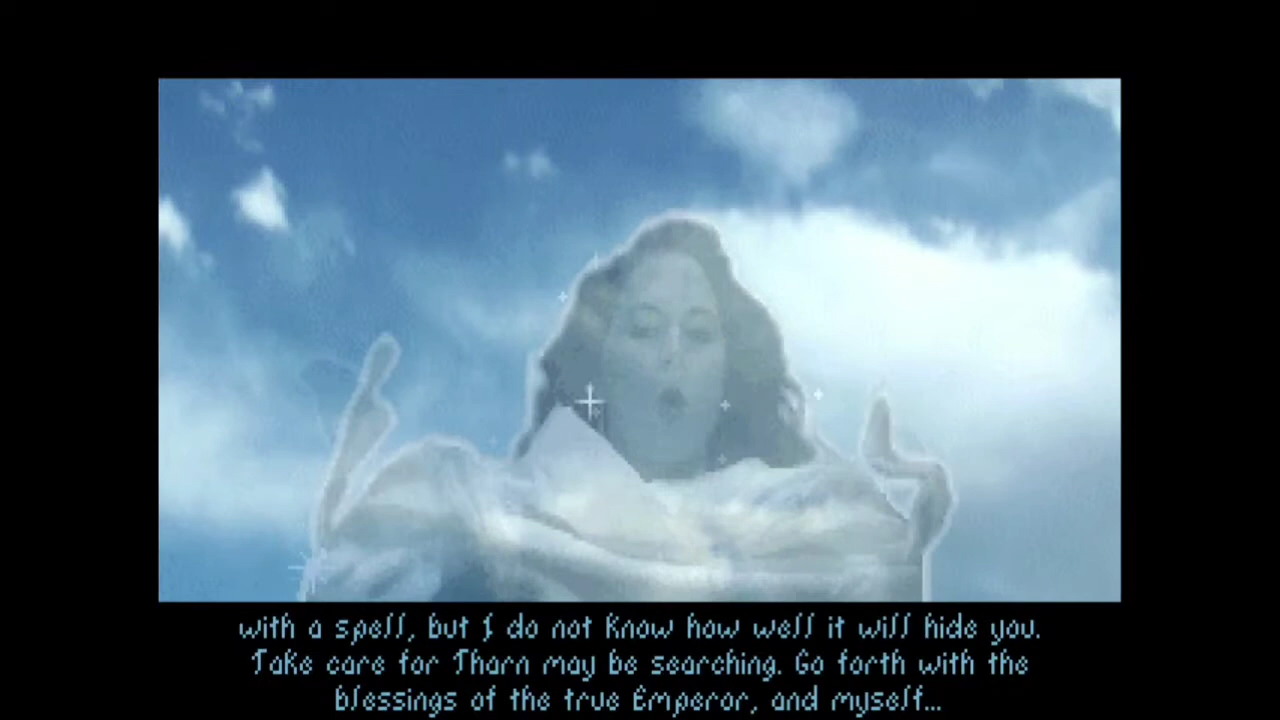 with a spell, but I do not know how well it will hide you.
Take care for Tharn may be searching. Go forth with the
blessings of the true Emperor, and myself...